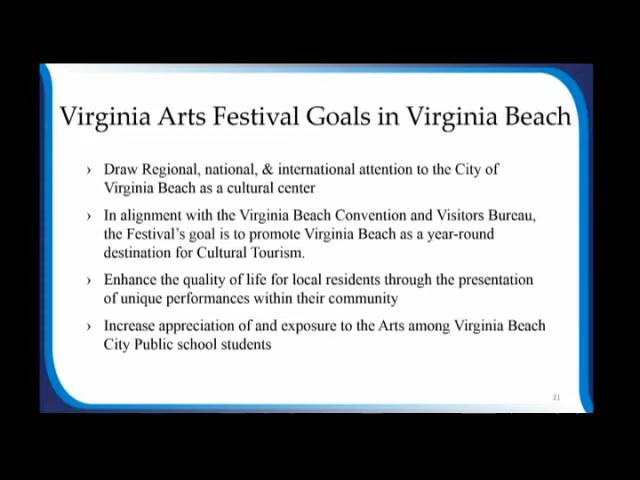 Virginia Arts Festival Goals in Virginia Beach
› Draw Regional, national, & international attention to the City of
Virginia Beach as a cultural center
› In alignment with the Virginia Beach Convention and Visitors Bureau,
the Festival's goal is to promote Virginia Beach as a year-round
destination for Cultural Tourism.
› Enhance the quality of life for local residents through the presentation
of unique performances within their community
› Increase appreciation of and exposure to the Arts among Virginia Beach
City Public school students
21